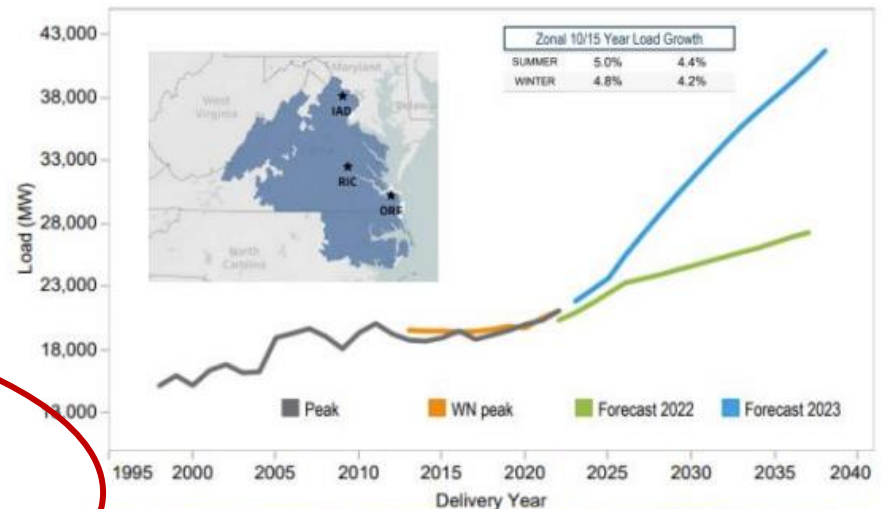 43,000
38,000
33,000
28,000
23,000
18,000
13,000
Load (MW)
Zonal 10/15 Year Load Growth
SUMMER 5.0% 4.4%
WINTER 4.8% 4.2%
Maryland
West
Virginia
IAD
RIC
ORF
North
Carolina
Peak
WN peak
Forecast 2022
Forecast 2023
1995 2000 2005 2010 2015 2020 2025 2030 2035 2040
Delivery Year